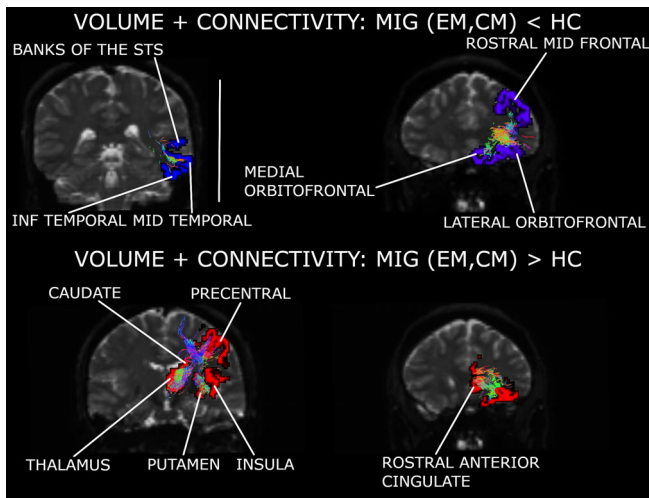 VOLUME + CONNECTIVITY: MIG (EM,CM) < HC
BANKS OF THE STS
ROSTRAL MID FRONTAL
MEDIAL
ORBITOFRONTAL
INF TEMPORAL MID TEMPORAL
LATERAL ORBITOFRONTAL
VOLUME + CONNECTIVITY: MIG (EM,CM) > HC
CAUDATE
PRECENTRAL
THALAMUS
PUTAMEN
INSULA
ROSTRAL ANTERIOR
CINGULATE